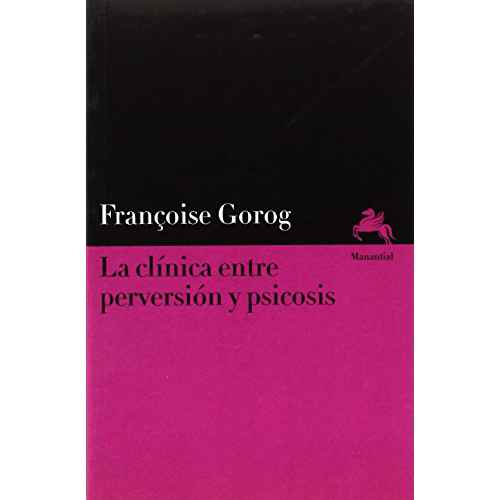 Françoise Gorog
Manantial
La clínica entre
perversión y psicosis